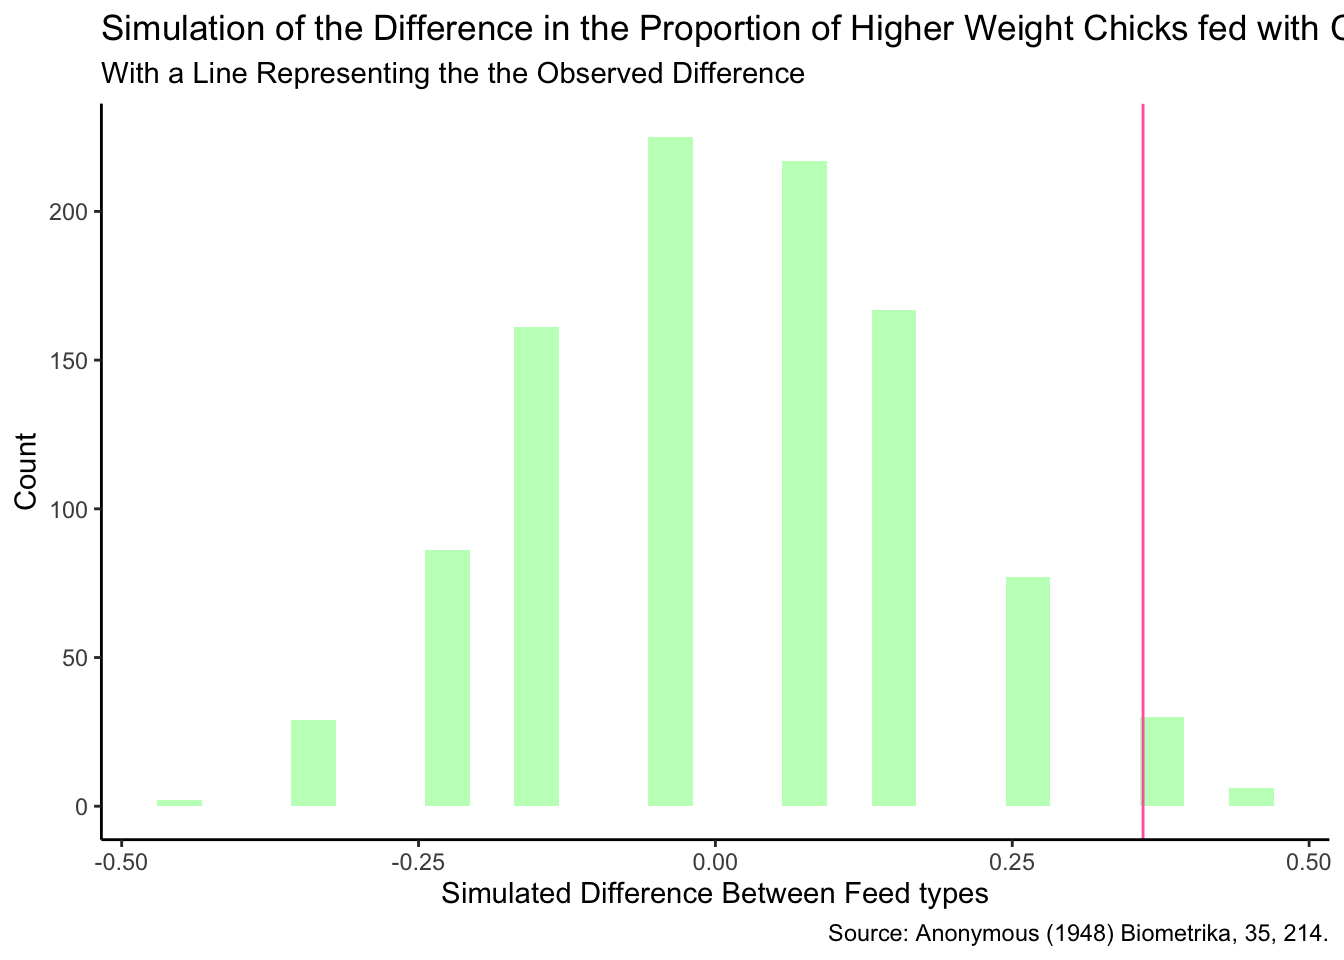 Simulation of the Difference in the Proportion of Higher Weight Chicks fed with
With a Line Representing the the Observed Difference
Count
200
150
100
50
0
-0.50 -0.25 0.00 0.25 0.50
Simulated Difference Between Feed types
Source: Anonymous (1948) Biometrika, 35, 214.